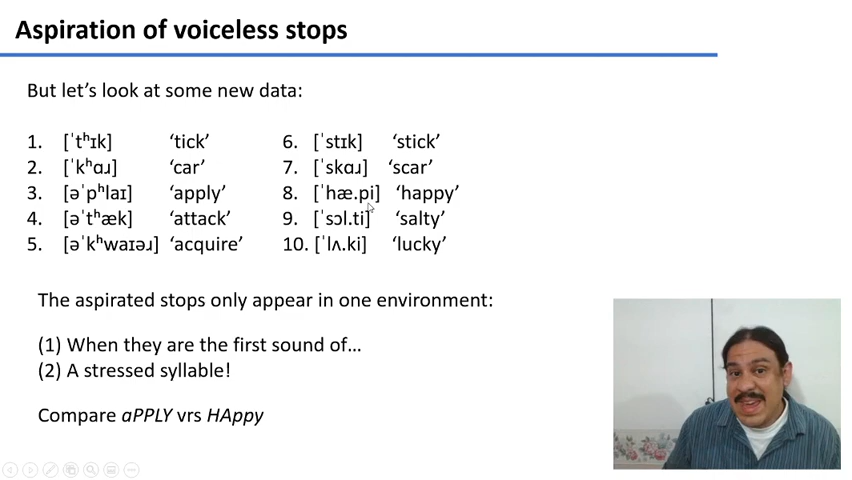 Aspiration of voiceless stops
But let's look at some new data:
1. [ˈtʰɪk] 'tick'
2. [ˈkʰɑɹ] 'car'
3. [əˈpʰlaɪ] 'apply'
4. [əˈtʰæk] 'attack'
5. [əˈkʰwaɪəɹ] 'acquire'
6. [ˈstɪk] 'stick'
7. [ˈskɑɹ] 'scar'
8. [ˈhæ.pi] 'happy'
9. [ˈsɔl.ti] 'salty'
10. [ˈlʌ.ki] 'lucky'
The aspirated stops only appear in one environment:
(1) When they are the first sound of...
(2) A stressed syllable!
Compare aPPLY vrs HAppy